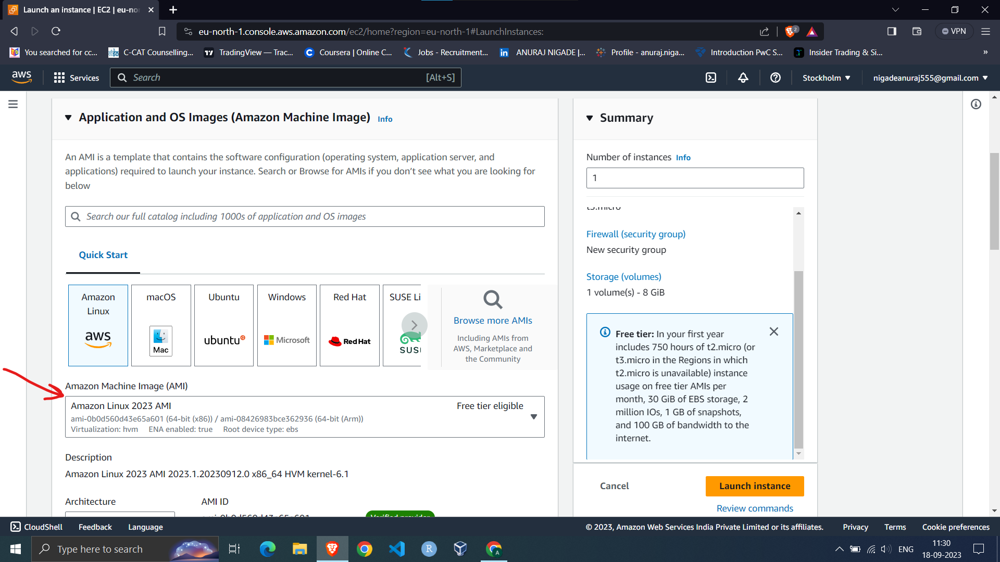 Launch an instance | EC2 | eu-no
eu-north-1.console.aws.amazon.com/ec2/home?region=eu-north-1#LaunchInstances:
2
VPN
You searched for cc...
C-CAT Counselling...
TradingView — Trac...
Coursera | Online C...
Jobs - Recruitment...
ANURAJ NIGADE |...
Profile - anuraj.niga...
Introduction PwC S...
Insider Trading & Si...
»
aws
Services
Search
[Alt+S]
Stockholm
nigadeanuraj555@gmail.com
Application and OS Images (Amazon Machine Image) Info
An AMI is a template that contains the software configuration (operating system, application server, and
applications) required to launch your instance. Search or Browse for AMIs if you don’t see what you are looking for
below
Search our full catalog including 1000s of application and OS images
Quick Start
Amazon
Linux
aws
macOS
Mac
Ubuntu
ubuntu
Windows
Microsoft
Red Hat
Red Hat
SUSE Li
SUS
Browse more AMIs
Including AMIs from
AWS, Marketplace and
the Community
Amazon Machine Image (AMI)
Amazon Linux 2023 AMI
Free tier eligible
ami-0b0d560d43e65a601 (64-bit (x86)) / ami-08426983bce362936 (64-bit (Arm))
Virtualization: hvm ENA enabled: true Root device type: ebs
Description
Amazon Linux 2023 AMI 2023.1.20230912.0 x86_64 HVM kernel-6.1
Architecture
AMI ID
ami-0b0d560d43e65a601
Verified provider
Summary
Number of instances Info
1
t3.micro
Firewall (security group)
New security group
Storage (volumes)
1 volume(s) - 8 GiB
Free tier: In your first year
includes 750 hours of t2.micro (or
t3.micro in the Regions in which
t2.micro is unavailable) instance
usage on free tier AMIs per
month, 30 GiB of EBS storage, 2
million IOs, 1 GB of snapshots,
and 100 GB of bandwidth to the
internet.
Cancel
Launch instance
Review commands
CloudShell
Feedback
Language
© 2023, Amazon Web Services India Private Limited or its affiliates.
Privacy
Terms
Cookie preferences
Type here to search
R
A
ENG
11:30
18-09-2023